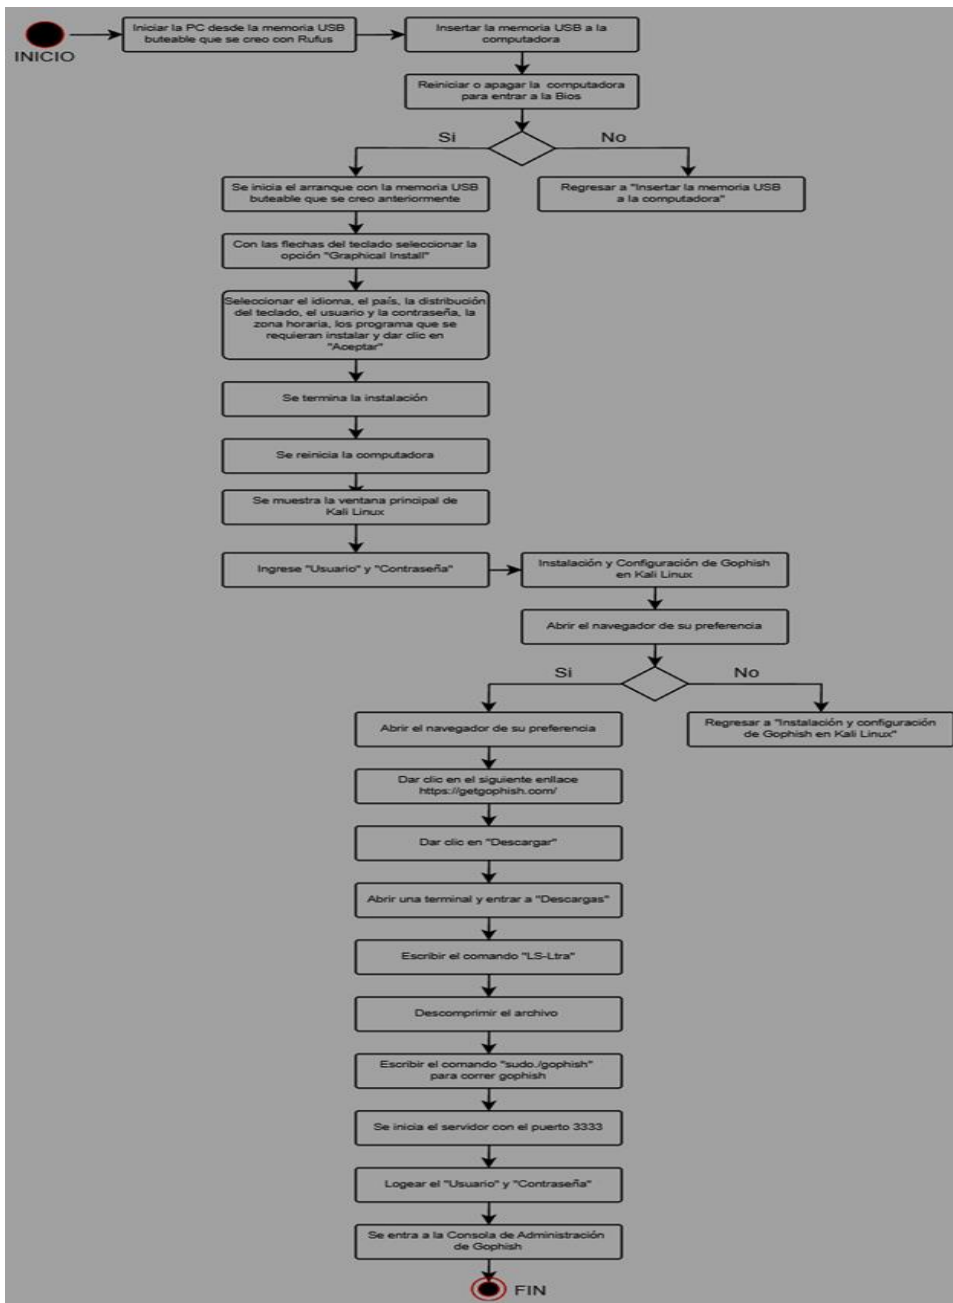 INICIO
Iniciar la PC desde la memoria USB
buteable que se creo con Rufus
Insertar la memoria USB a la
computadora
Reiniciar o apagar la computadora
para entrar a la Bios
Si
No
Se inicia el arranque con la memoria USB
buteable que se creo anteriormente
Regresar a "Insertar la memoria USB
a la computadora"
Con las flechas del teclado seleccionar la
opción "Graphical Install"
Seleccionar el idioma, el país, la distribución
del teclado, el usuario y la contraseña, la
zona horaria, los programa que se
requieran instalar y dar clic en
"Aceptar"
Se termina la instalación
Se reinicia la computadora
Se muestra la ventana principal de
Kali Linux
Ingrese "Usuario" y "Contraseña"
Instalación y Configuración de Gophish
en Kali Linux
Abrir el navegador de su preferencia
Si
No
Abrir el navegador de su preferencia
Regresar a "Instalación y configuración
de Gophish en Kali Linux"
Dar clic en el siguiente enllace
https://getgophish.com/
Dar clic en "Descargar"
Abrir una terminal y entrar a "Descargas"
Escribir el comando "LS-Ltra"
Descomprimir el archivo
Escribir el comando "sudo./gophish"
para correr gophish
Se inicia el servidor con el puerto 3333
Logear el "Usuario" y "Contraseña"
Se entra a la Consola de Administración
de Gophish
FIN